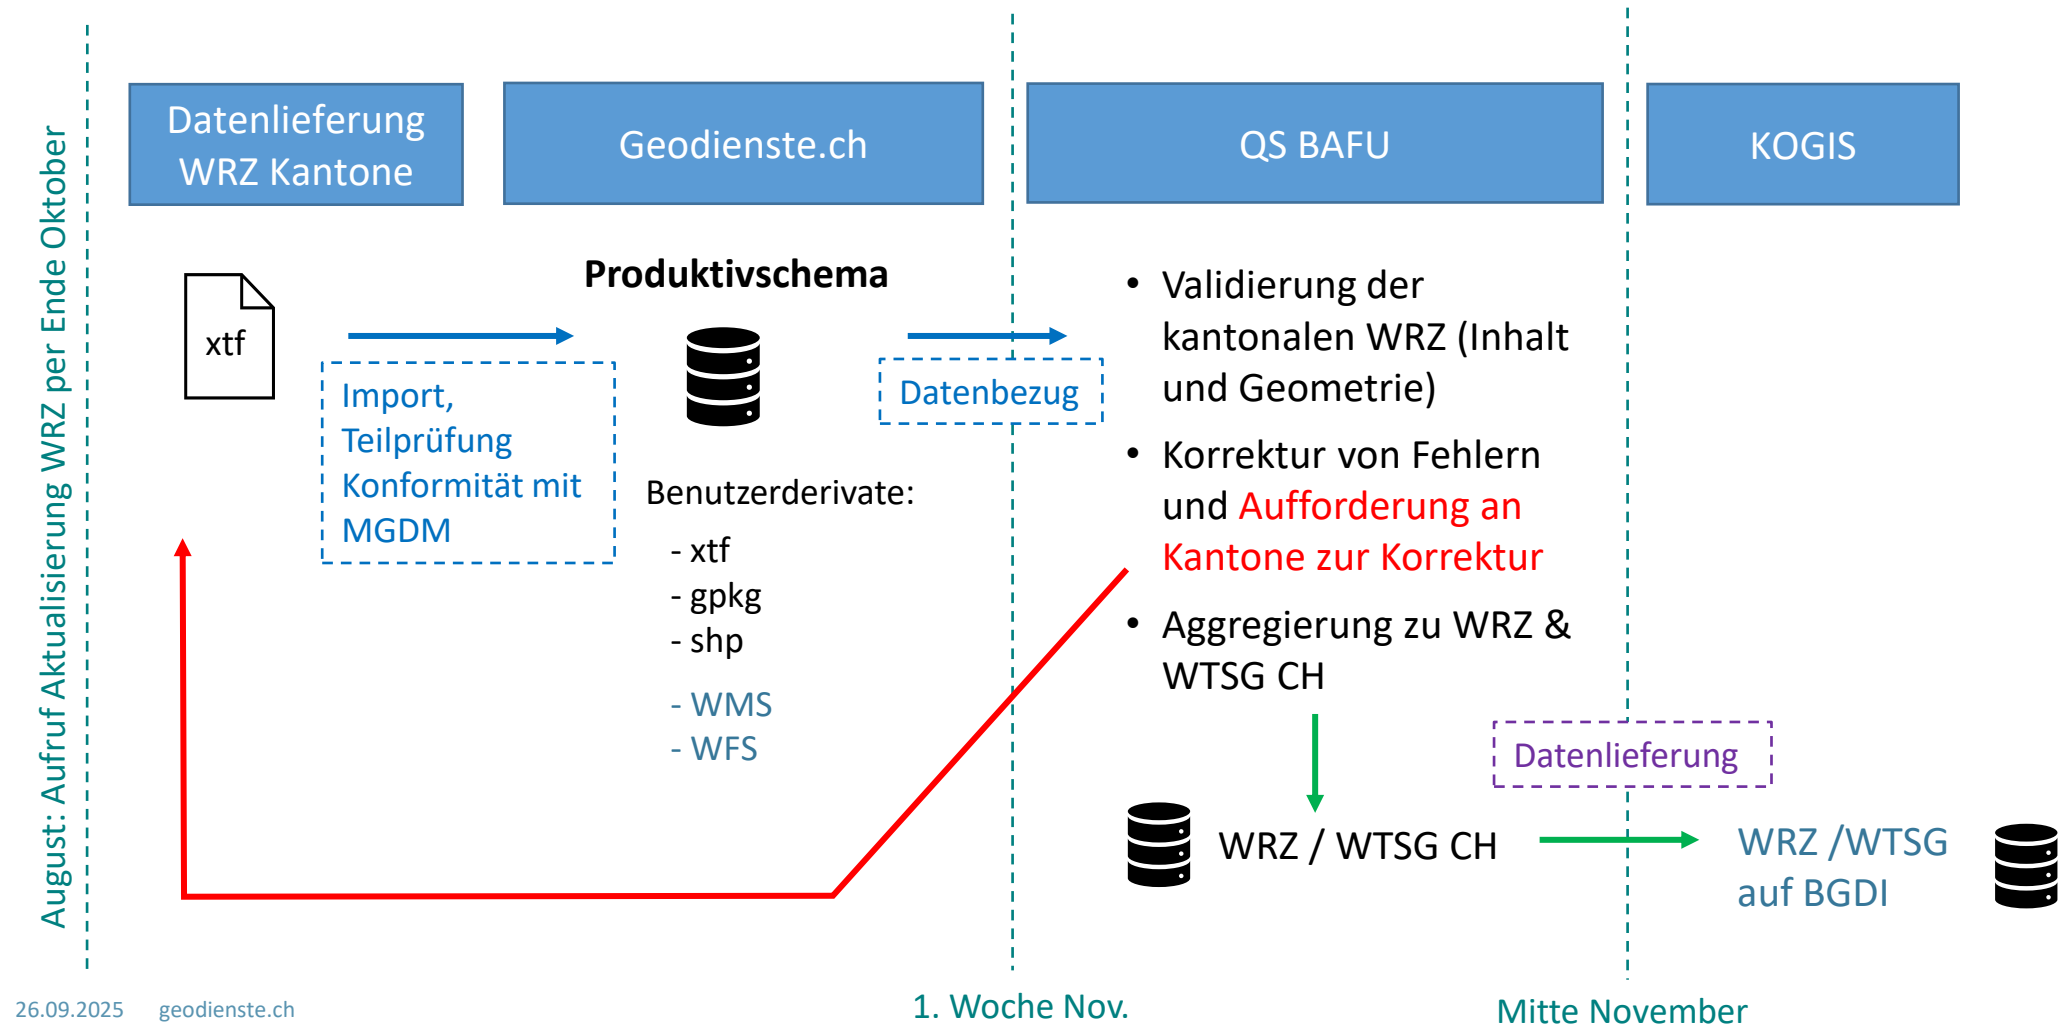 August: Aufruf Aktualisierung WRZ per Ende Oktober
Datenlieferung
WRZ Kantone
Geodienste.ch
QS BAFU
KOGIS
xtf
Import,
Teilprüfung
Konformität mit
MGDM
Produktivschema
Benutzerderivate:
- xtf
- gpkg
- shp
- WMS
- WFS
Datenbezug
• Validierung der
kantonalen WRZ (Inhalt
und Geometrie)
• Korrektur von Fehlern
und Aufforderung an
Kantone zur Korrektur
• Aggregierung zu WRZ &
WTSG CH
WRZ / WTSG CH
Datenlieferung
WRZ /WTSG
auf BGDI
26.09.2025 geodienste.ch
1. Woche Nov.
Mitte November